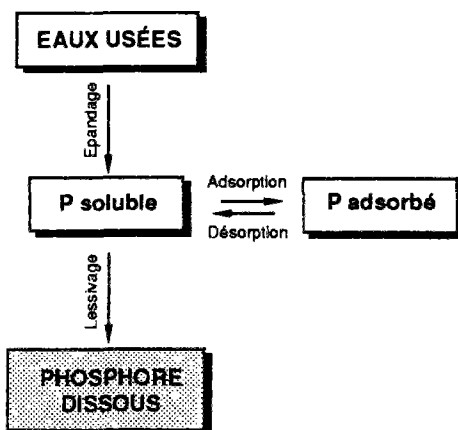 EAUX USÉES
Epandage
P soluble
Adsorption
Désorption
P adsorbé
Lessivage
PHOSPHORE
DISSOUS